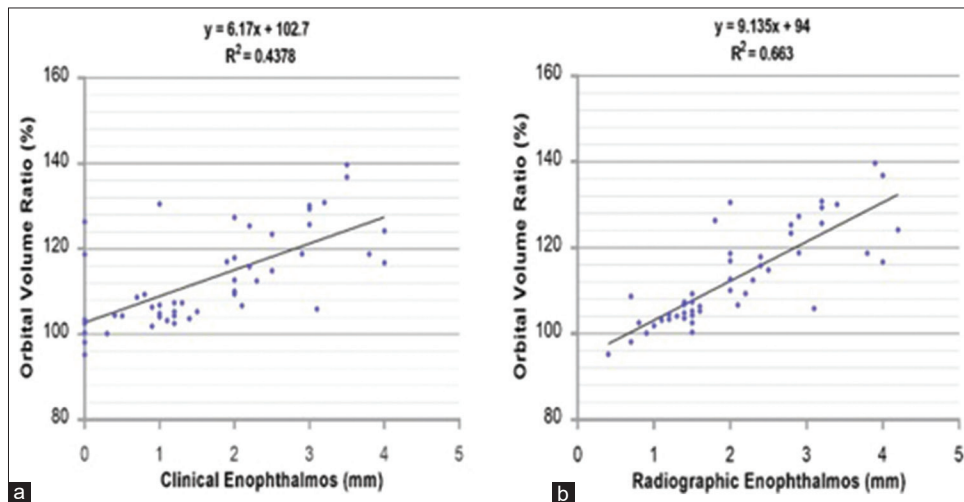 y = 6.17x + 102.7
R² = 0.4378
160
140
120
100
80
Orbital Volume Ratio (%)
0 1 2 3 4 5
Clinical Enophthalmos (mm)
a
y = 9.135x + 94
R² = 0.663
160
140
120
100
80
Orbital Volume Ratio (%)
0 1 2 3 4 5
Radiographic Enophthalmos (mm)
b